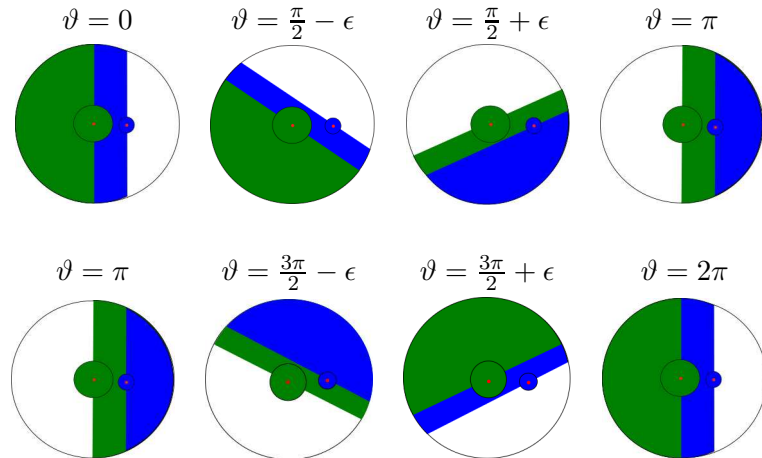 ϑ = 0 ϑ = π/2 − ϵ ϑ = π/2 + ϵ ϑ = π
ϑ = π ϑ = 3π/2 − ϵ ϑ = 3π/2 + ϵ ϑ = 2π